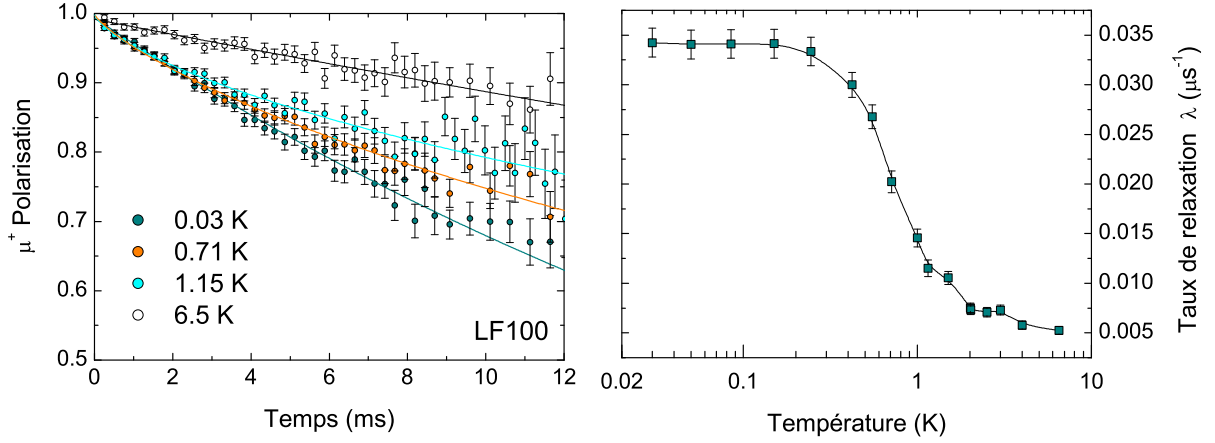 1.0
0.9
0.8
0.7
0.6
0.5
μ+ Polarisation
0.03 K
0.71 K
1.15 K
6.5 K
LF100
0 2 4 6 8 10 12
Temps (ms)
0.035
0.030
0.025
0.020
0.015
0.010
0.005
Taux de relaxation λ (μs-1)
0.02 0.1 1 10
Température (K)